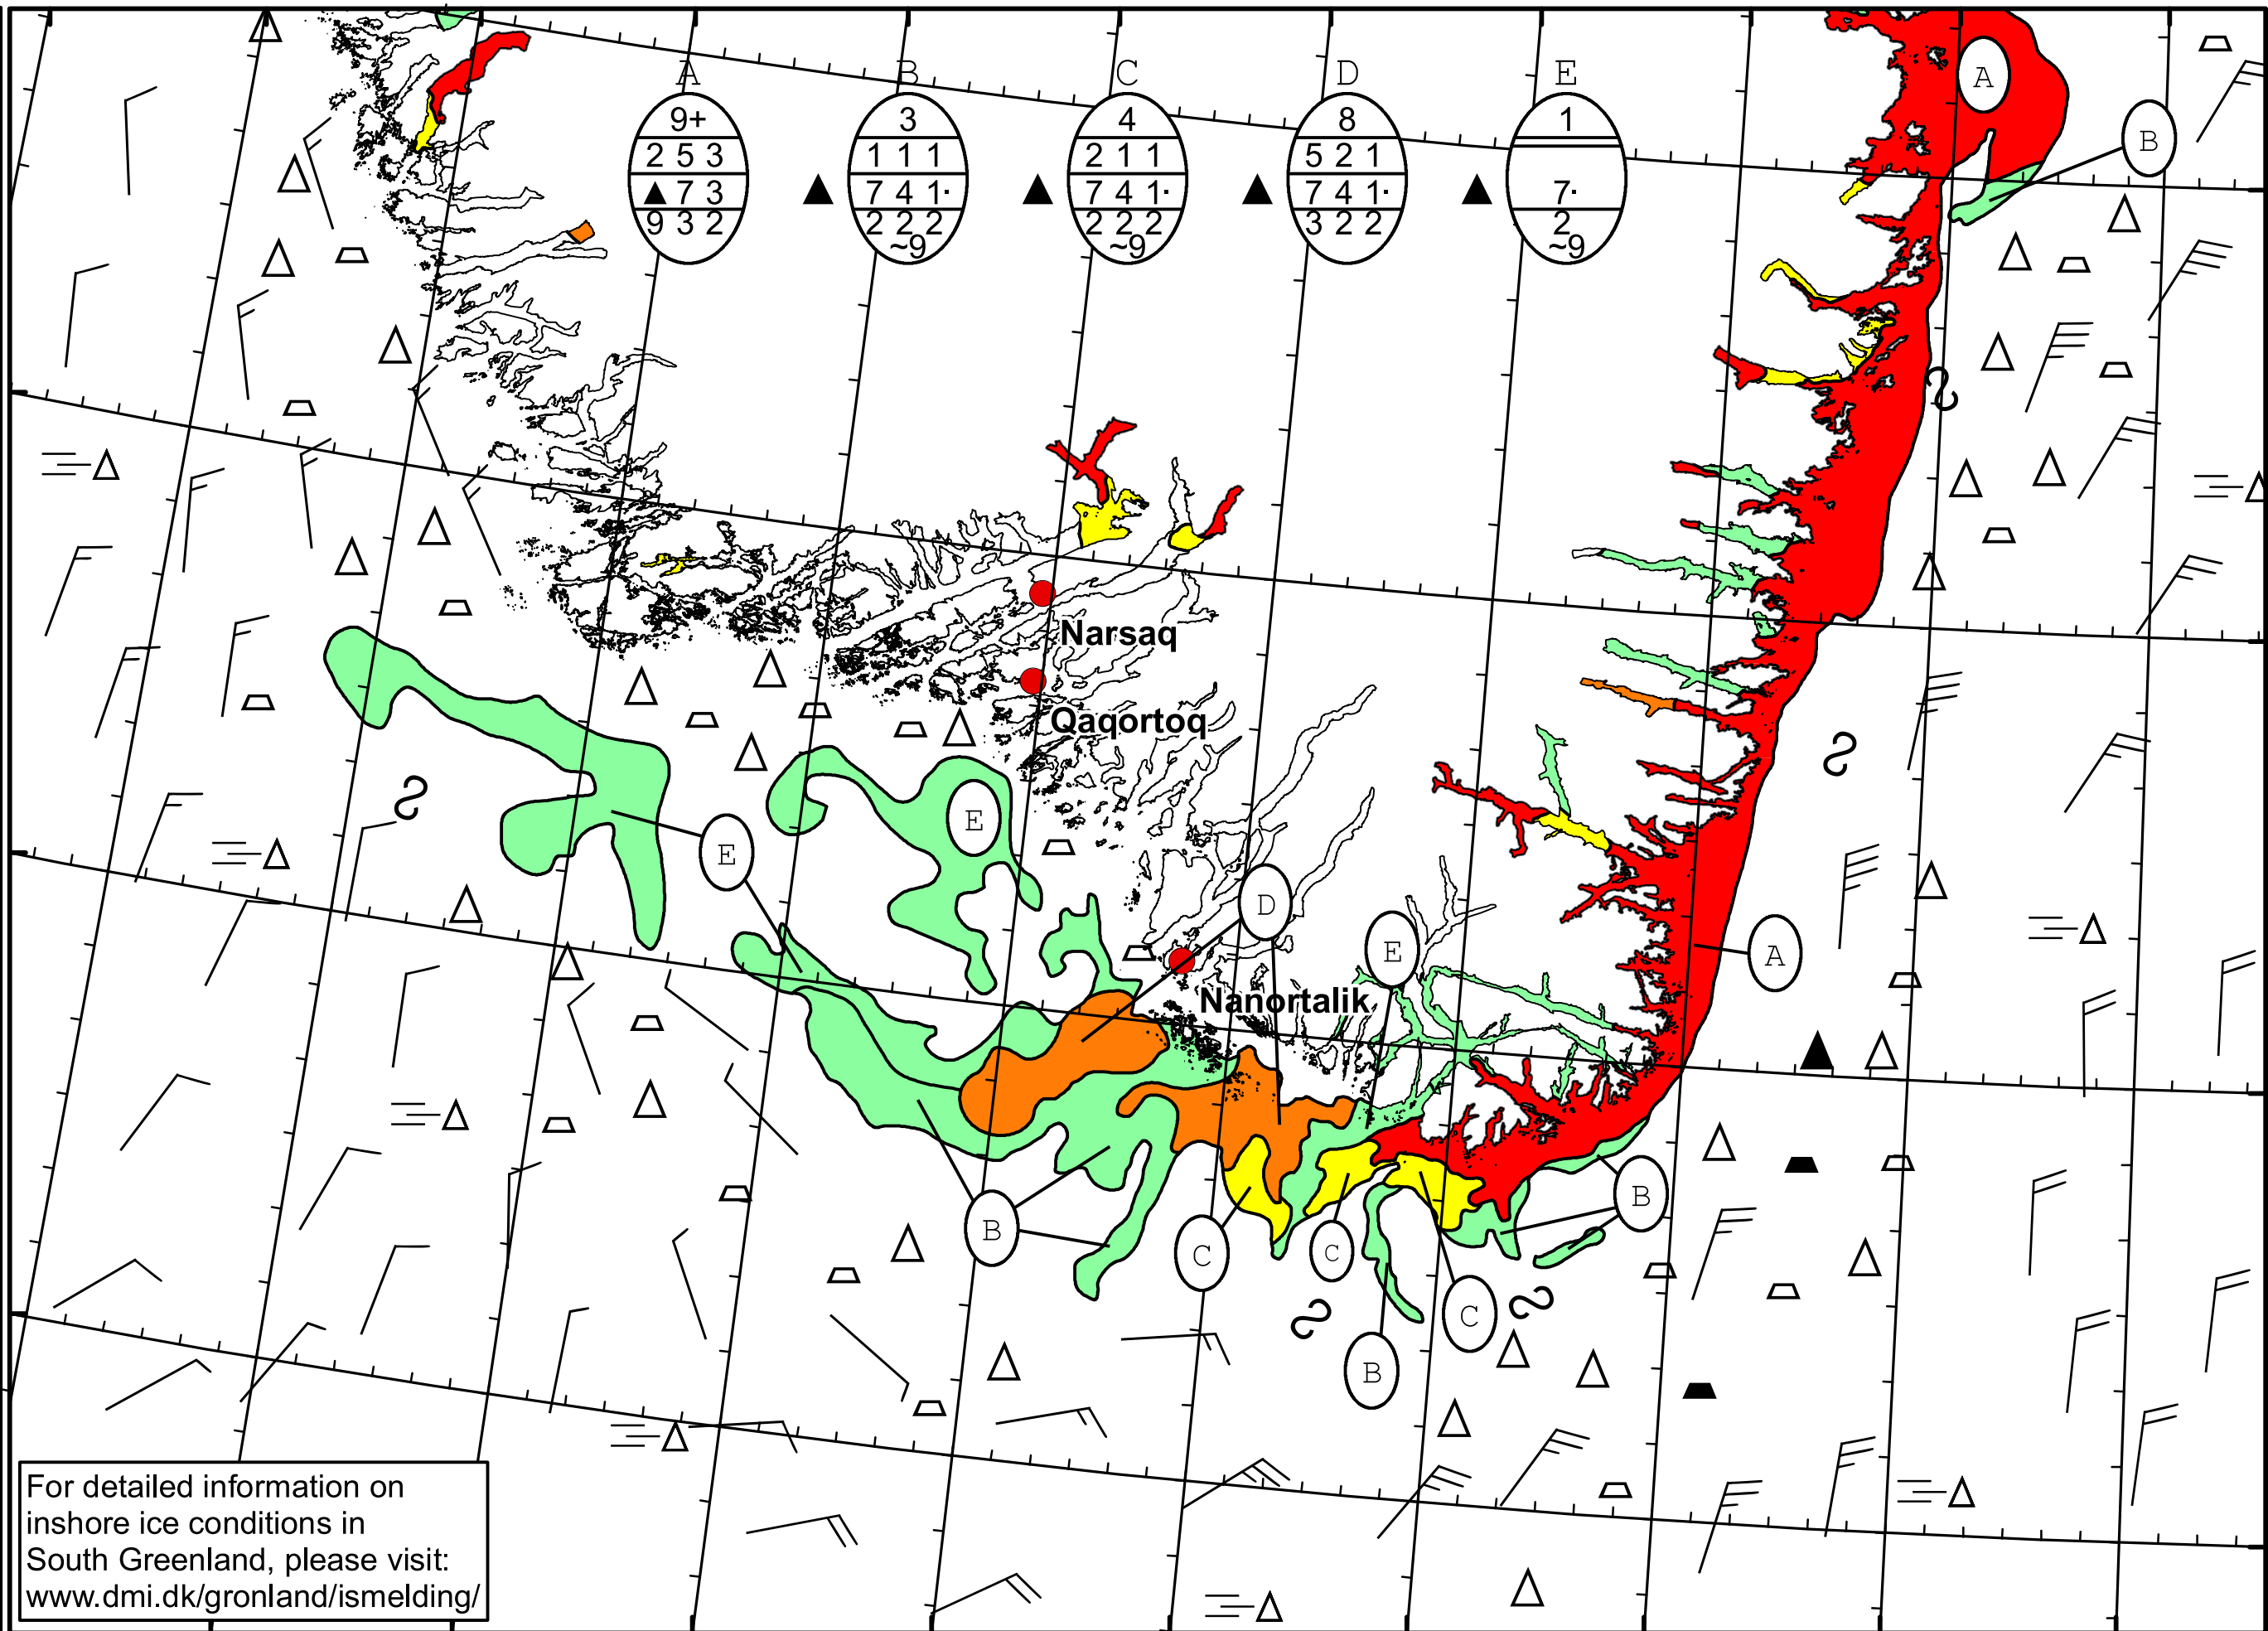 A B C D E
9+ 3 4 8 1
2 5 3 1 1 1 2 1 1 5 2 1
▲ 7 3 ▲ 7 4 1· ▲ 7 4 1· ▲ 7 4 1· ▲ 7·
9 3 2 2 2 2 2 2 2 3 2 2 2
~9 ~9 ~9
A
B
Narsaq
Qaqortoq
E
E
D
E
A
Nanortalik
B
B
C
C
C
B
For detailed information on
inshore ice conditions in
South Greenland, please visit:
www.dmi.dk/gronland/ismelding/